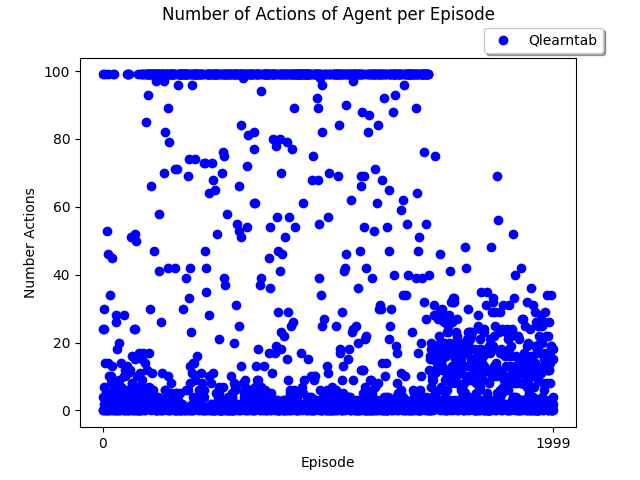 Number of Actions of Agent per Episode
Qlearntab
100
80
60
40
20
0
Number Actions
0
1999
Episode